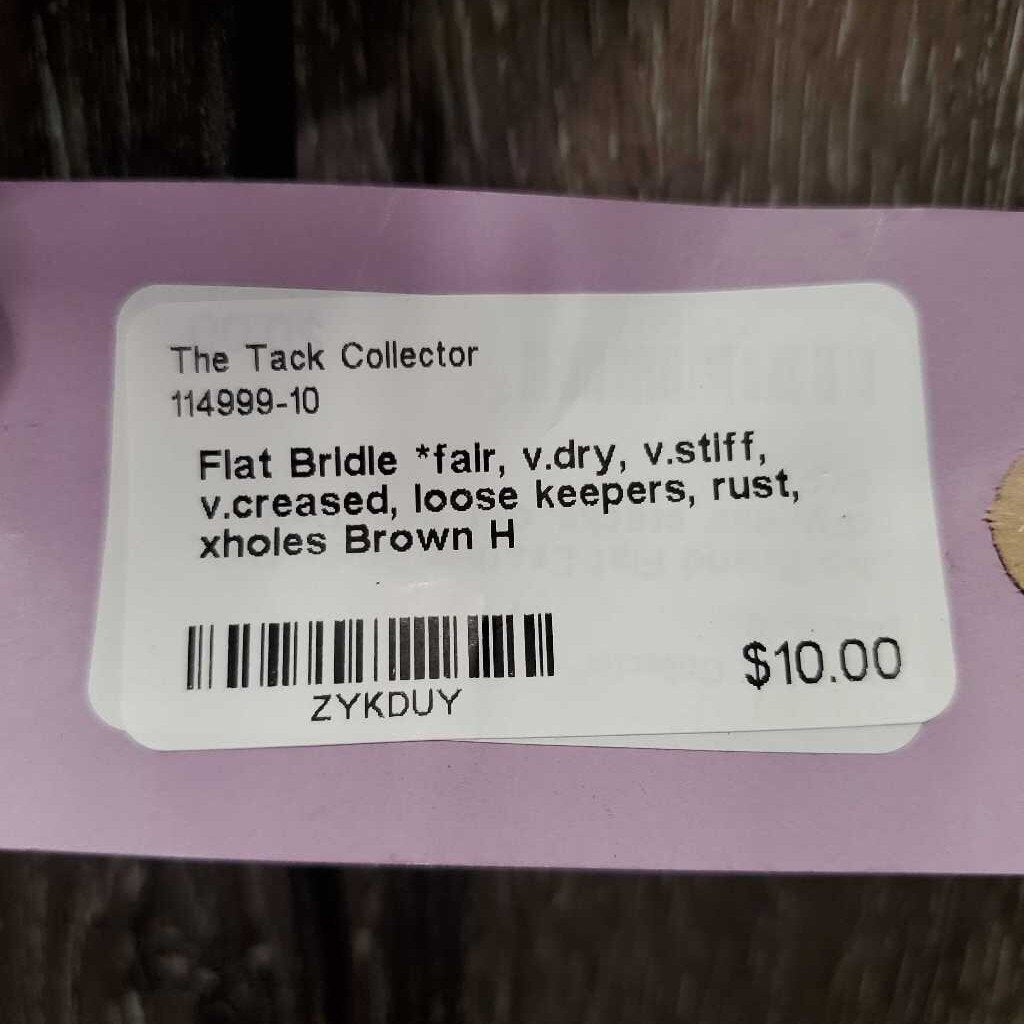 The Tack Collector
114999-10
Flat Bridle *fair, v.dry, v.stiff,
v.creased, loose keepers, rust,
xholes Brown H
ZYKDUY
$10.00